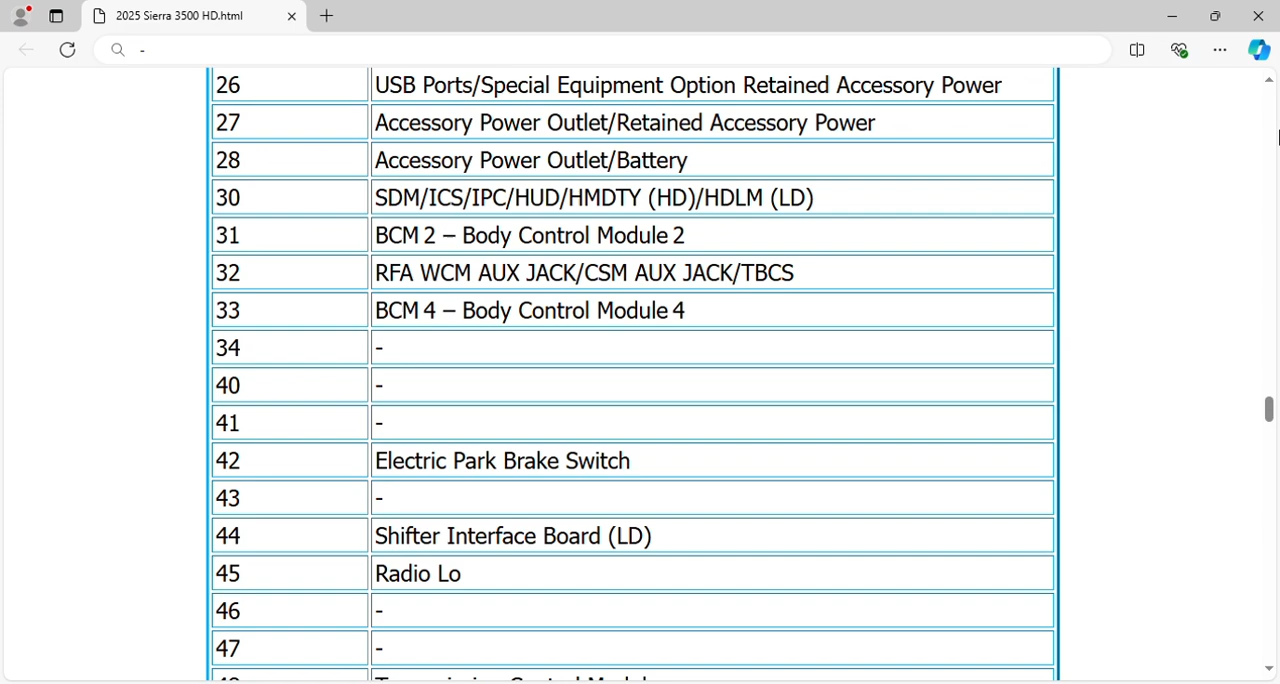 2025 Sierra 3500 HD.html
-
26 USB Ports/Special Equipment Option Retained Accessory Power
27 Accessory Power Outlet/Retained Accessory Power
28 Accessory Power Outlet/Battery
30 SDM/ICS/IPC/HUD/HMDTY (HD)/HDLM (LD)
31 BCM 2 – Body Control Module 2
32 RFA WCM AUX JACK/CSM AUX JACK/TBCS
33 BCM 4 – Body Control Module 4
34 -
40 -
41 -
42 Electric Park Brake Switch
43 -
44 Shifter Interface Board (LD)
45 Radio Lo
46 -
47 -